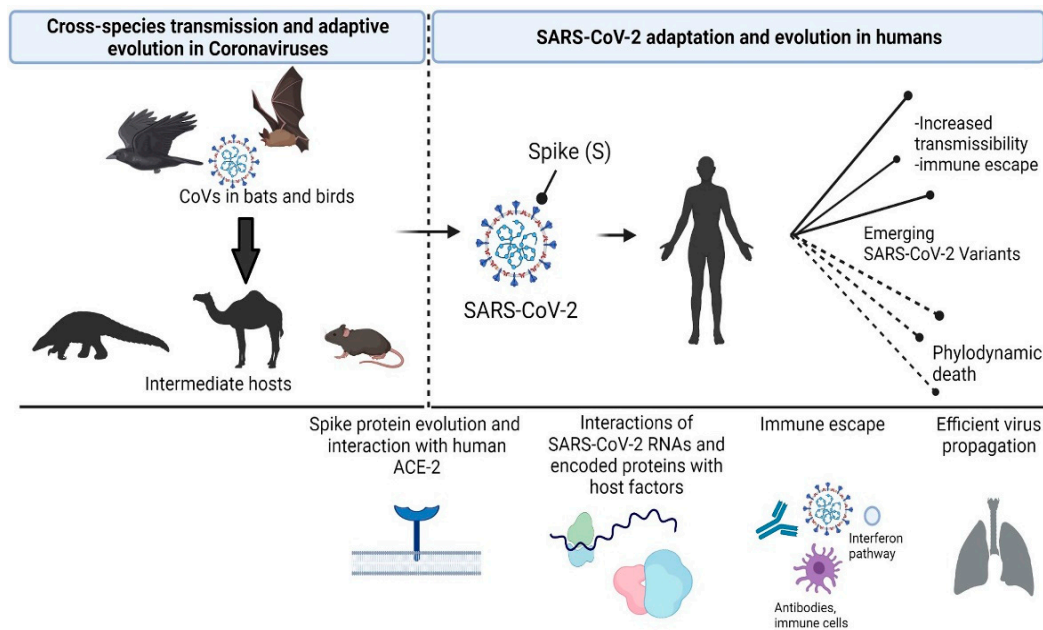 Cross-species transmission and adaptive
evolution in Coronaviruses
SARS-CoV-2 adaptation and evolution in humans
CoVs in bats and birds
Intermediate hosts
Spike (S)
SARS-CoV-2
-Increased
transmissibility
-immune escape
Emerging
SARS-CoV-2 Variants
Phylodynamic
death
Spike protein evolution and
interaction with human
ACE-2
Interactions of
SARS-CoV-2 RNAs and
encoded proteins with
host factors
Immune escape
Interferon
pathway
Antibodies,
immune cells
Efficient virus
propagation